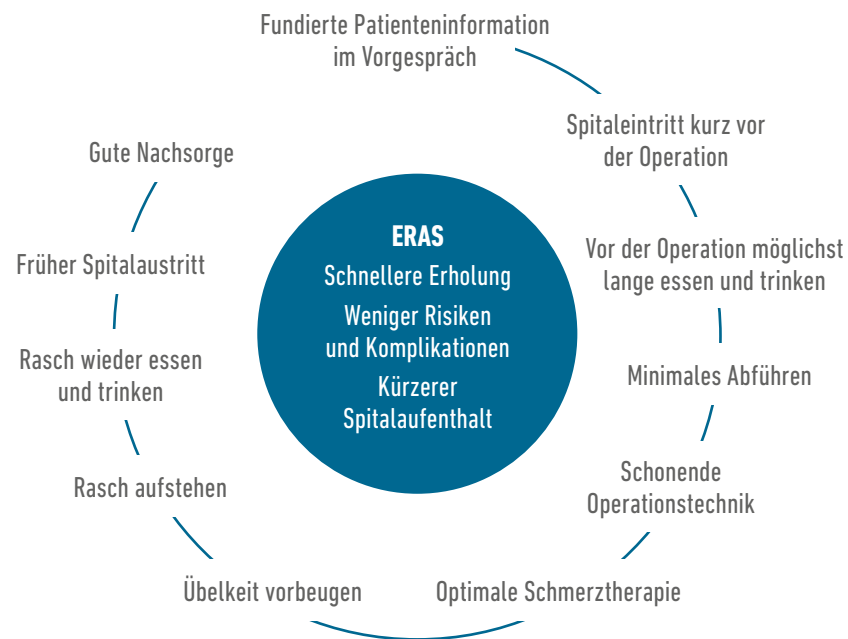 Fundierte Patienteninformation
im Vorgespräch
Spitaleintritt kurz vor
der Operation
Vor der Operation möglichst
lange essen und trinken
Minimales Abführen
Schonende
Operationstechnik
Optimale Schmerztherapie
Übelkeit vorbeugen
Rasch aufstehen
Rasch wieder essen
und trinken
Früher Spitalaustritt
Gute Nachsorge
ERAS
Schnellere Erholung
Weniger Risiken
und Komplikationen
Kürzerer
Spitalaufenthalt